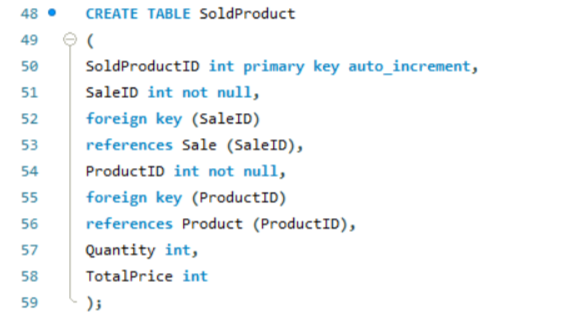 48 CREATE TABLE SoldProduct
49 (
50 SoldProductID int primary key auto_increment,
51 SaleID int not null,
52 foreign key (SaleID)
53 references Sale (SaleID),
54 ProductID int not null,
55 foreign key (ProductID)
56 references Product (ProductID),
57 Quantity int,
58 TotalPrice int
59 );